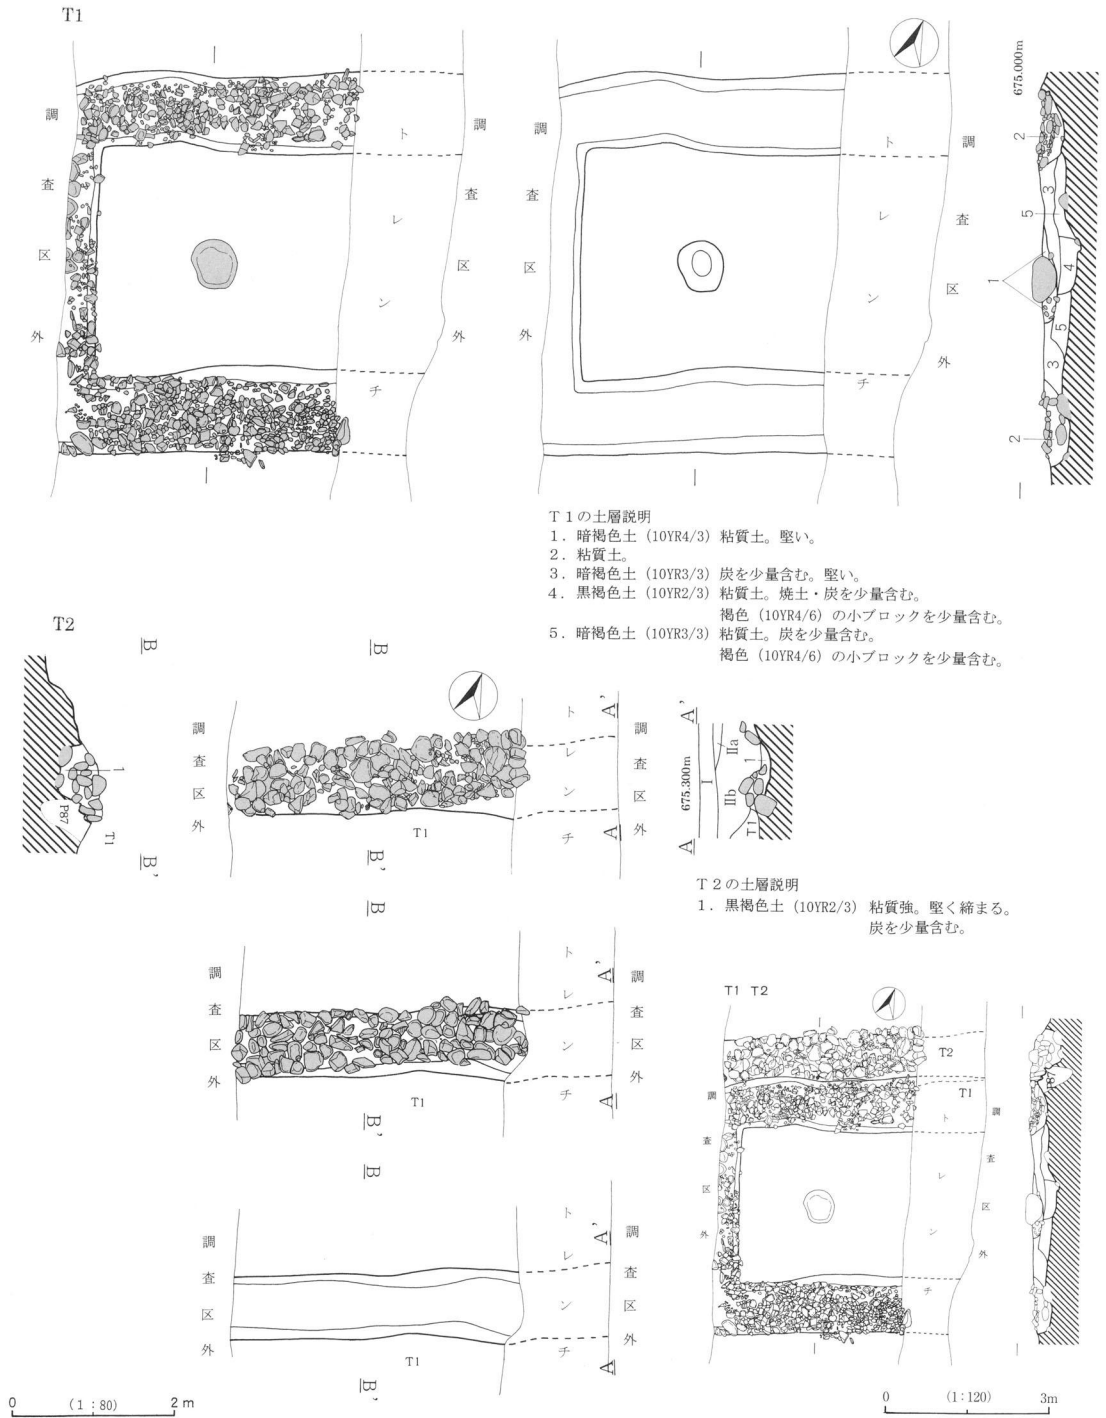 T1
調査区外
トレンチ
調査区外
調査区外
トレンチ
調査区外
675.000m
2
3
5
1
4
5
3
2
T1の土層説明
1．暗褐色土（10YR4/3）粘質土。堅い。
2．粘質土。
3．暗褐色土（10YR3/3）炭を少量含む。堅い。
4．黒褐色土（10YR2/3）粘質土。焼土・炭を少量含む。
褐色（10YR4/6）の小ブロックを少量含む。
5．暗褐色土（10YR3/3）粘質土。炭を少量含む。
褐色（10YR4/6）の小ブロックを少量含む。
T2
B
B
1
P87
T1
B'
調査区外
T1
トレンチ
A'
A
調査区外
B'
A'
675.300m
I
IIa
IIb
1
T1
A
T2の土層説明
1．黒褐色土（10YR2/3）粘質強。堅く締まる。
炭を少量含む。
B
調査区外
T1
トレンチ
A'
A
調査区外
B'
B
調査区外
T1
トレンチ
A'
A
調査区外
B'
T1 T2
調査区外
T2
T1
トレンチ
調査区外
0 (1：80) 2m
0 (1：120) 3m